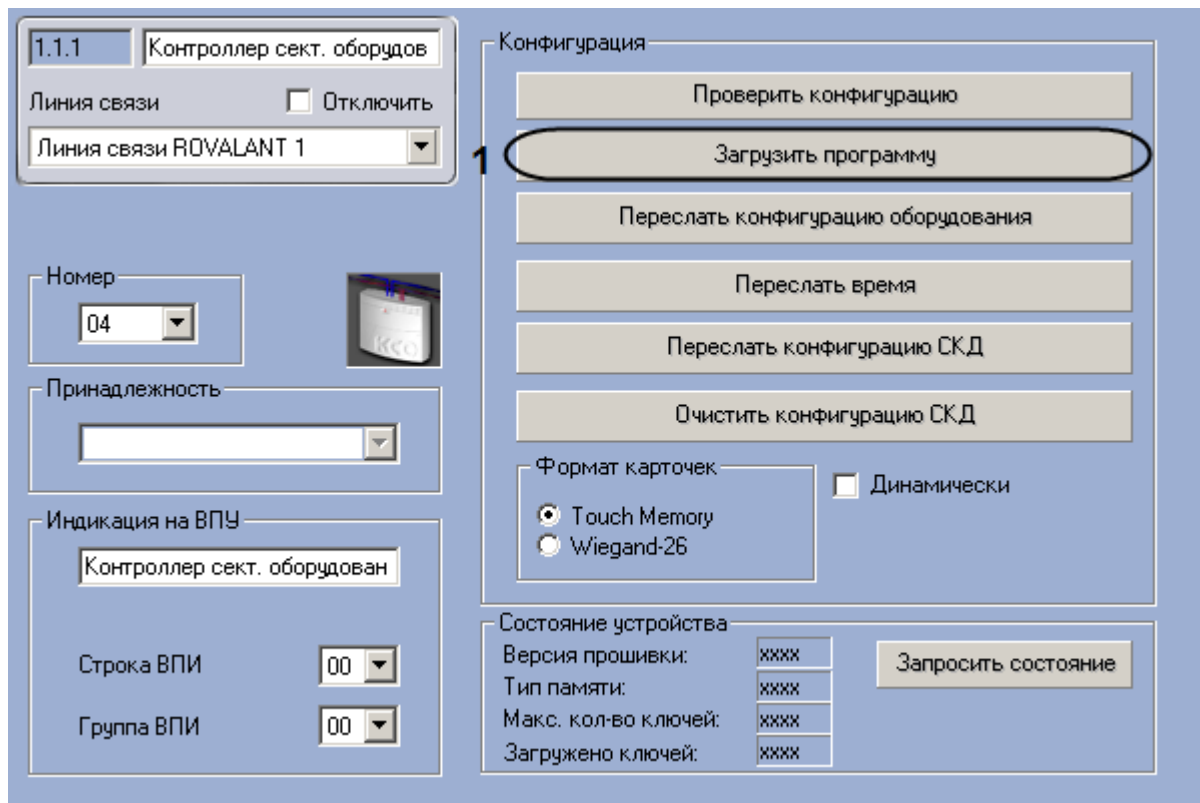 1.1.1
Контроллер сект. оборудов
Линия связи
Отключить
Линия связи ROVALANT 1
Номер
04
Ксо
Принадлежность
Индикация на ВПУ
Контроллер сект. оборудован
Строка ВПИ
00
Группа ВПИ
00
Конфигурация
Проверить конфигурацию
1
Загрузить программу
Переслать конфигурацию оборудования
Переслать время
Переслать конфигурацию СКД
Очистить конфигурацию СКД
Формат карточек
Touch Memory
Wiegand-26
Динамически
Состояние устройства
Версия прошивки:
xxxx
Запросить состояние
Тип памяти:
xxxx
Макс. кол-во ключей:
xxxx
Загружено ключей:
xxxx